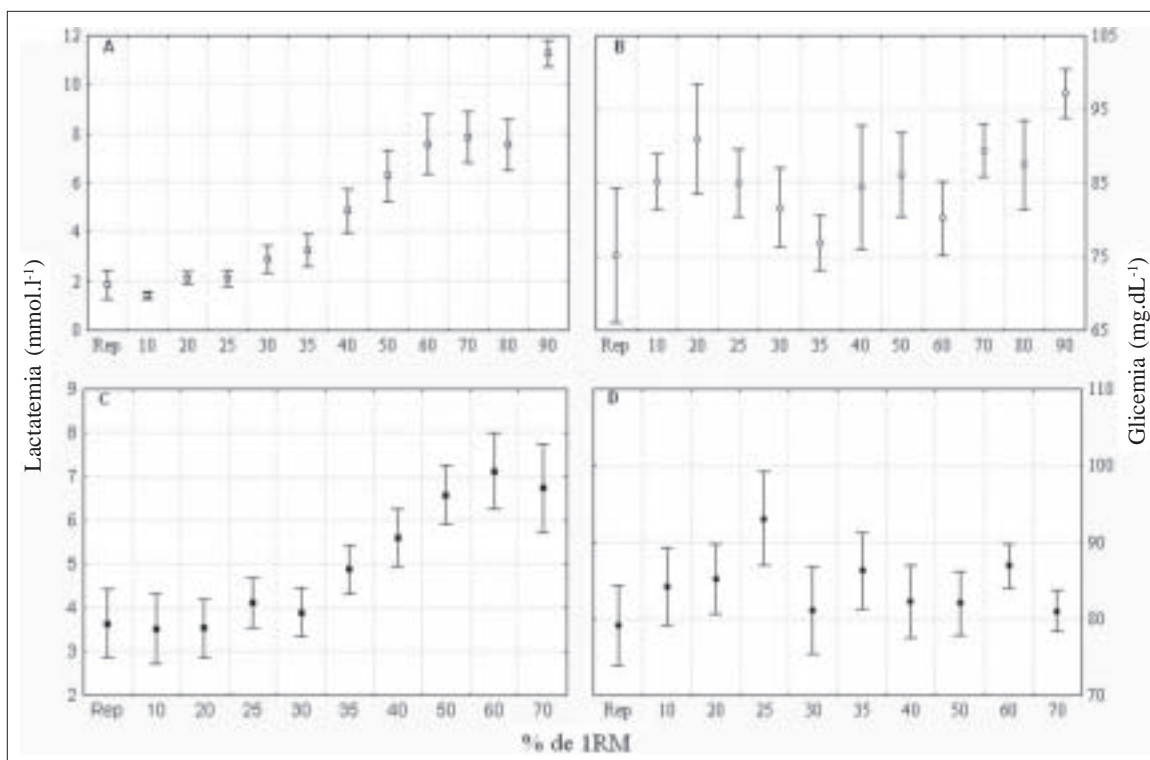 Lactatemia (mmol.l-1)
A
12
10
8
6
4
2
0
Rep 10 20 25 30 35 40 50 60 70 80 90
B
105
95
85
75
65
Rep 10 20 25 30 35 40 50 60 70 80 90
Glicemia (mg.dL-1)
C
9
8
7
6
5
4
3
2
Rep 10 20 25 30 35 40 50 60 70
D
110
100
90
80
70
Rep 10 20 25 30 35 40 50 60 70
% de 1RM